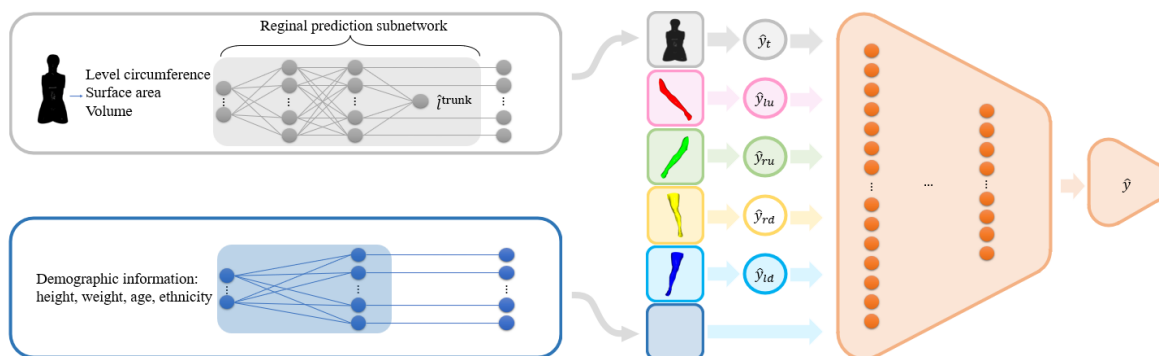 Reginal prediction subnetwork
Level circumference
Surface area
Volume
l̂ᵗʳᵘⁿᵏ
Demographic information:
height, weight, age, ethnicity
ŷₜ
ŷ_lu
ŷ_ru
ŷ_rd
ŷ_ld
...
ŷ